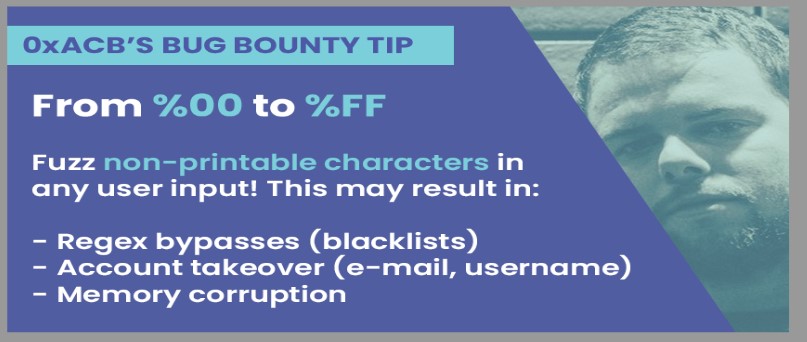 0xACB'S BUG BOUNTY TIP
From %00 to %FF
Fuzz non-printable characters in
any user input! This may result in:
- Regex bypasses (blacklists)
- Account takeover (e-mail, username)
- Memory corruption